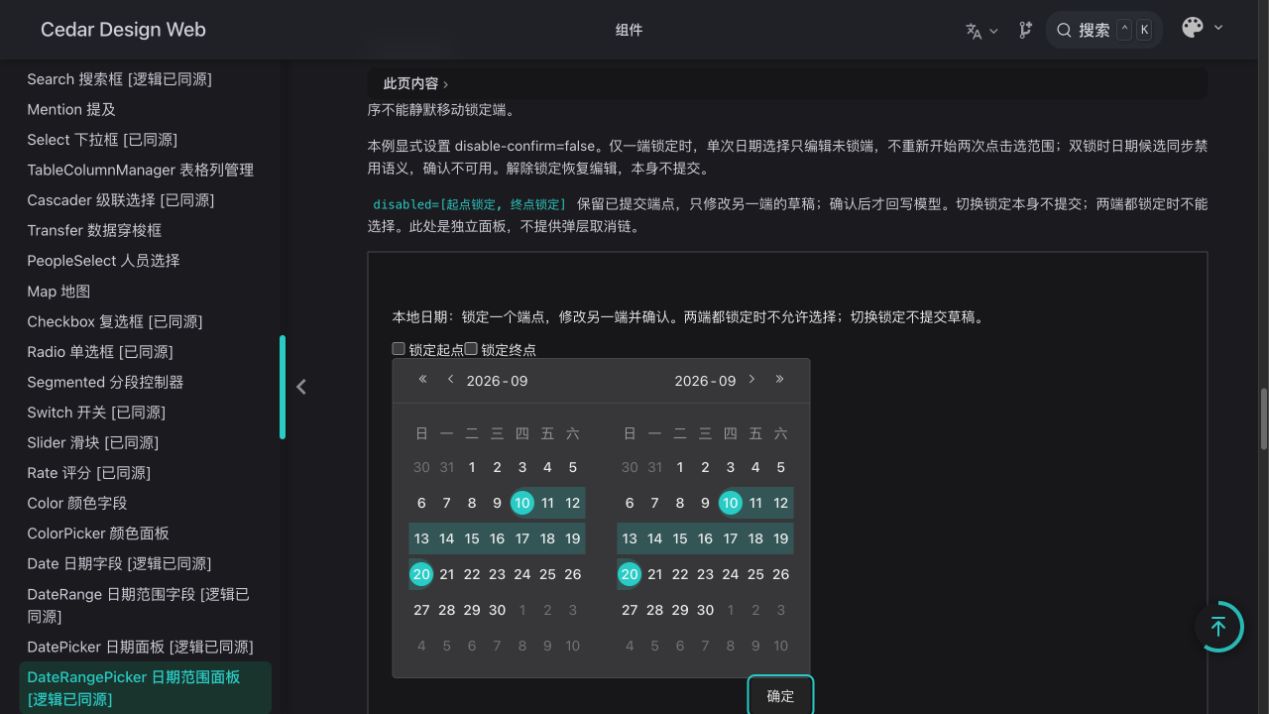 Cedar Design Web
组件
搜索
^
K
Search 搜索框 [逻辑已同源]
Mention 提及
Select 下拉框 [已同源]
TableColumnManager 表格列管理
Cascader 级联选择 [已同源]
Transfer 数据穿梭框
PeopleSelect 人员选择
Map 地图
Checkbox 复选框 [已同源]
Radio 单选框 [已同源]
Segmented 分段控制器
Switch 开关 [已同源]
Slider 滑块 [已同源]
Rate 评分 [已同源]
Color 颜色字段
ColorPicker 颜色面板
Date 日期字段 [逻辑已同源]
DateRange 日期范围字段 [逻辑已
同源]
DatePicker 日期面板 [逻辑已同源]
DateRangePicker 日期范围面板
[逻辑已同源]
此页内容 ›
序不能静默移动锁定端。
本例显式设置 disable-confirm=false。仅一端锁定时，单次日期选择只编辑未锁端，不重新开始两次点击选范围；双锁时日期候选同步禁
用语义，确认不可用。解除锁定恢复编辑，本身不提交。
disabled=[起点锁定, 终点锁定] 保留已提交端点，只修改另一端的草稿；确认后才回写模型。切换锁定本身不提交；两端都锁定时不能
选择。此处是独立面板，不提供弹层取消链。
本地日期：锁定一个端点，修改另一端并确认。两端都锁定时不允许选择；切换锁定不提交草稿。
锁定起点 锁定终点
« ‹ 2026-09
日 一 二 三 四 五 六
30 31 1 2 3 4 5
6 7 8 9 10 11 12
13 14 15 16 17 18 19
20 21 22 23 24 25 26
27 28 29 30 1 2 3
4 5 6 7 8 9 10
2026-09 › »
日 一 二 三 四 五 六
30 31 1 2 3 4 5
6 7 8 9 10 11 12
13 14 15 16 17 18 19
20 21 22 23 24 25 26
27 28 29 30 1 2 3
4 5 6 7 8 9 10
确定